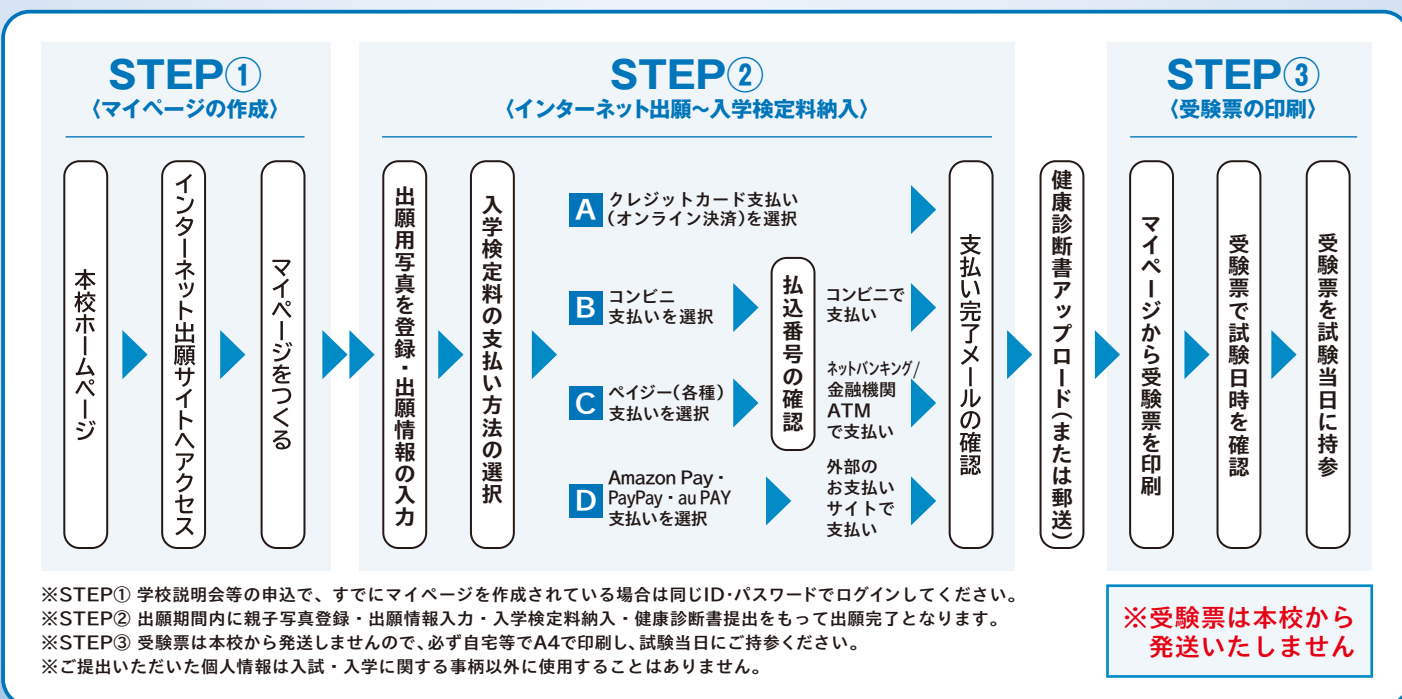 STEP①
〈マイページの作成〉
本校ホームページ
インターネット出願サイトへアクセス
マイページをつくる
STEP②
〈インターネット出願～入学検定料納入〉
出願用写真を登録・出願情報の入力
入学検定料の支払い方法の選択
A クレジットカード支払い
(オンライン決済)を選択
B コンビニ
支払いを選択
C ペイジー(各種)
支払いを選択
D Amazon Pay・
PayPay・au PAY
支払いを選択
払込番号の確認
コンビニで
支払い
ネットバンキング/
金融機関
ATM
で支払い
外部の
お支払い
サイトで
支払い
支払い完了メールの確認
健康診断書アップロード(または郵送)
STEP③
〈受験票の印刷〉
マイページから受験票を印刷
受験票で試験日時を確認
受験票を試験当日に持参
※STEP① 学校説明会等の申込で、すでにマイページを作成されている場合は同じID・パスワードでログインしてください。
※STEP② 出願期間内に親子写真登録・出願情報入力・入学検定料納入・健康診断書提出をもって出願完了となります。
※STEP③ 受験票は本校から発送しませんので、必ず自宅等でA4で印刷し、試験当日にご持参ください。
※ご提出いただいた個人情報は入試・入学に関する事柄以外に使用することはありません。
※受験票は本校から
発送いたしません